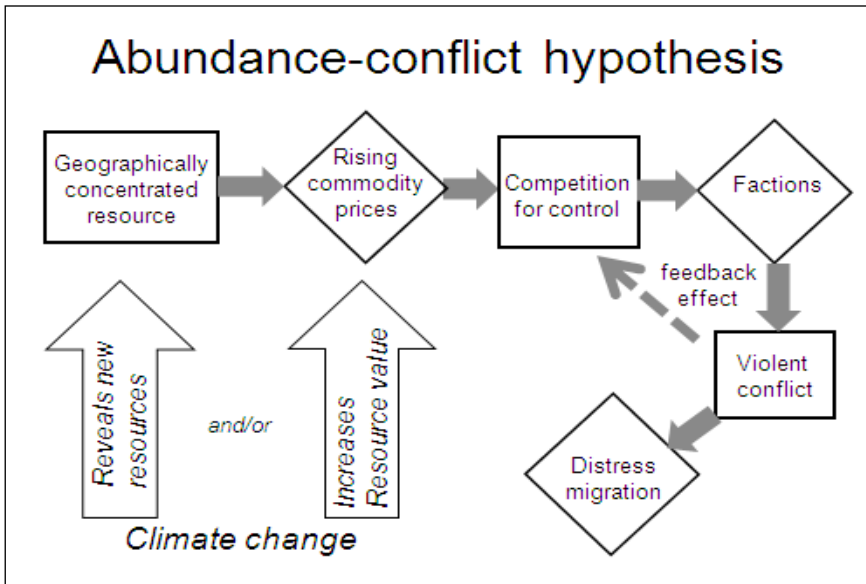 Abundance-conflict hypothesis
Geographically
concentrated
resource
Rising
commodity
prices
Competition
for control
Factions
feedback
effect
Violent
conflict
Distress
migration
Reveals new
resources
and/or
Increases
Resource value
Climate change